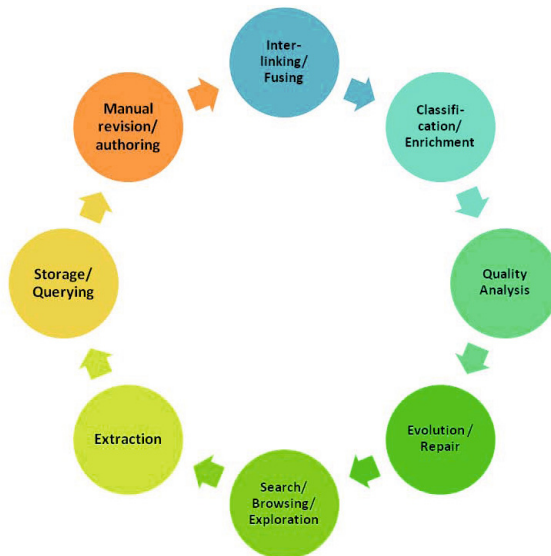 Inter-
linking/
Fusing
Classifi-
cation/
Enrichment
Quality
Analysis
Evolution /
Repair
Search/
Browsing/
Exploration
Extraction
Storage/
Querying
Manual
revision/
authoring